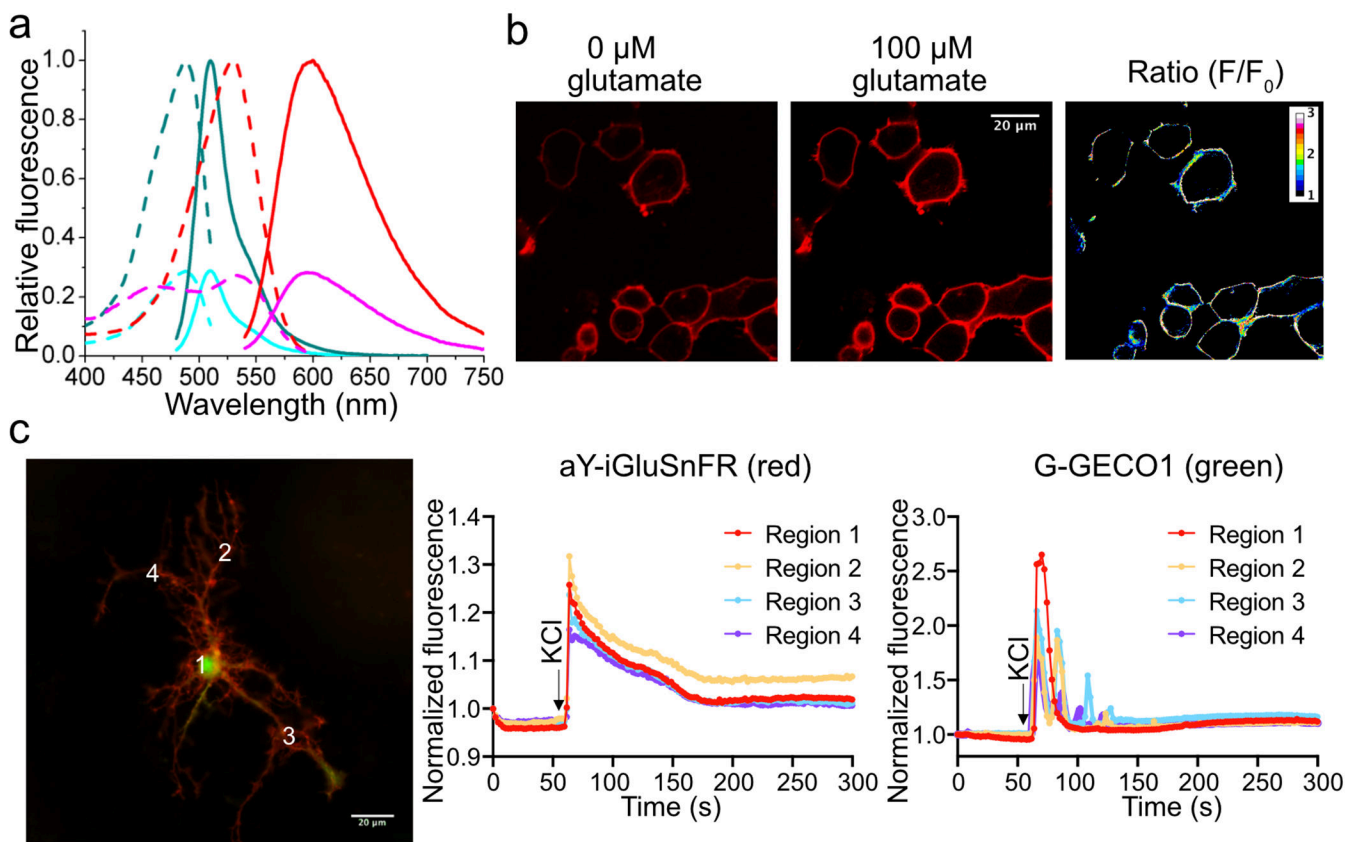 a
Relative fluorescence
1.0
0.8
0.6
0.4
0.2
0.0
400 450 500 550 600 650 700 750
Wavelength (nm)
b
0 µM
glutamate
100 µM
glutamate
20 µm
Ratio (F/F0)
3
2
1
c
1
2
3
4
20 µm
aY-iGluSnFR (red)
Normalized fluorescence
1.4
1.3
1.2
1.1
1.0
0.9
KCl
Region 1
Region 2
Region 3
Region 4
0 50 100 150 200 250 300
Time (s)
G-GECO1 (green)
Normalized fluorescence
3.0
2.5
2.0
1.5
1.0
KCl
Region 1
Region 2
Region 3
Region 4
0 50 100 150 200 250 300
Time (s)